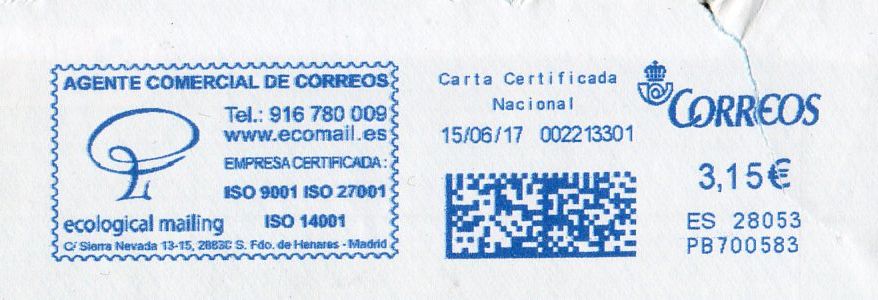 AGENTE COMERCIAL DE CORREOS
Tel.: 916 780 009
www.ecomail.es
EMPRESA CERTIFICADA:
ISO 9001 ISO 27001
ecological mailing ISO 14001
C/ Sierra Nevada 13-15, 28830 S. Fdo. de Henares - Madrid
Carta Certificada
Nacional
15/06/17 002213301
CORREOS
3,15€
ES 28053
PB700583